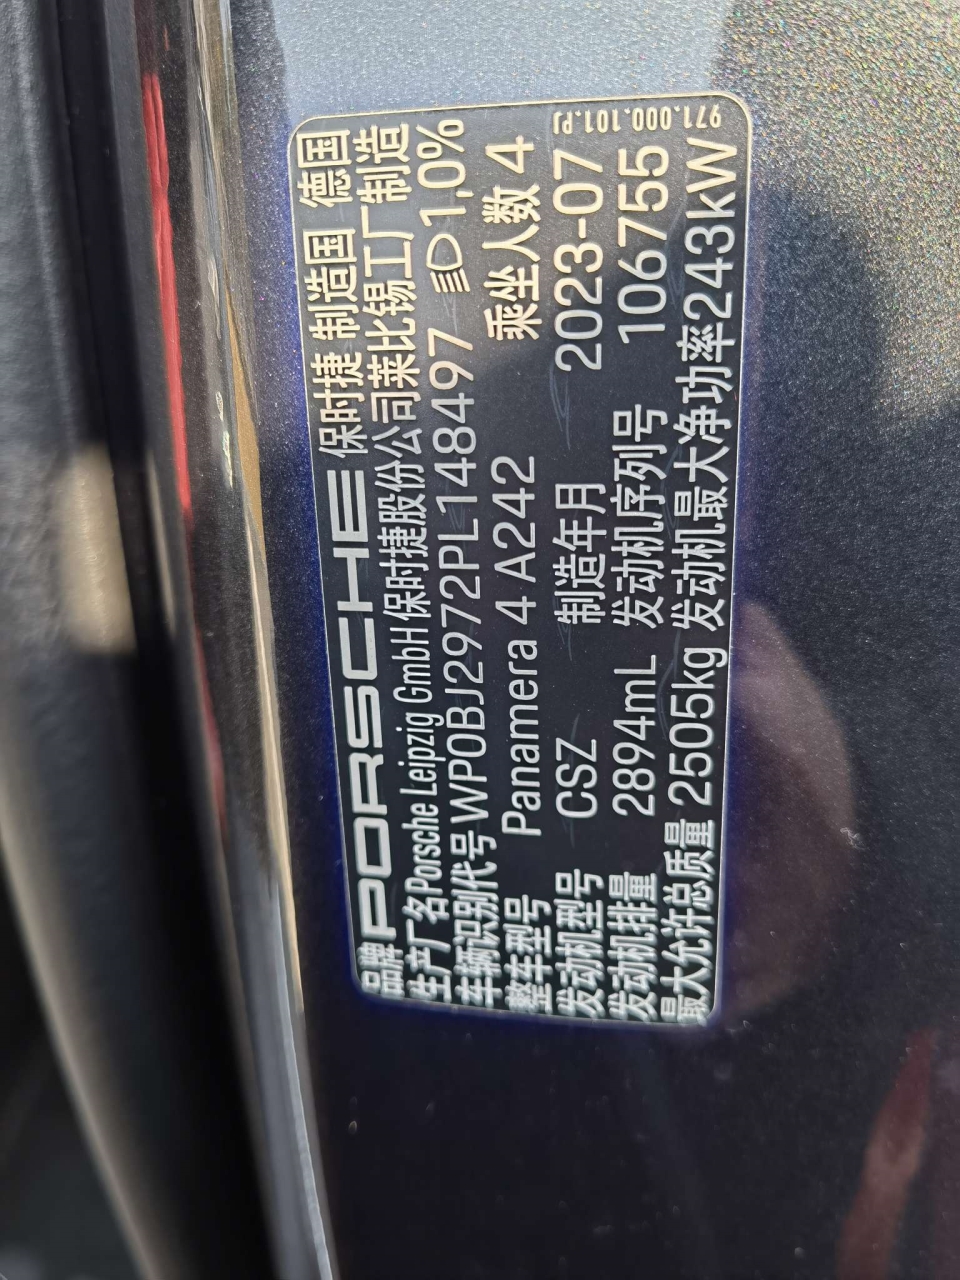 971.000.101.PJ
品牌 PORSCHE 保时捷 制造国 德国
生产厂名 Porsche Leipzig GmbH 保时捷股份公司莱比锡工厂制造
车辆识别代号 WP0BJ2972PL148497 1,0%
整车型号 Panamera 4 A242 乘坐人数 4
发动机型号 CSZ 制造年月 2023-07
发动机排量 2894mL 发动机序列号 106755
最大允许总质量 2505kg 发动机最大净功率 243kW